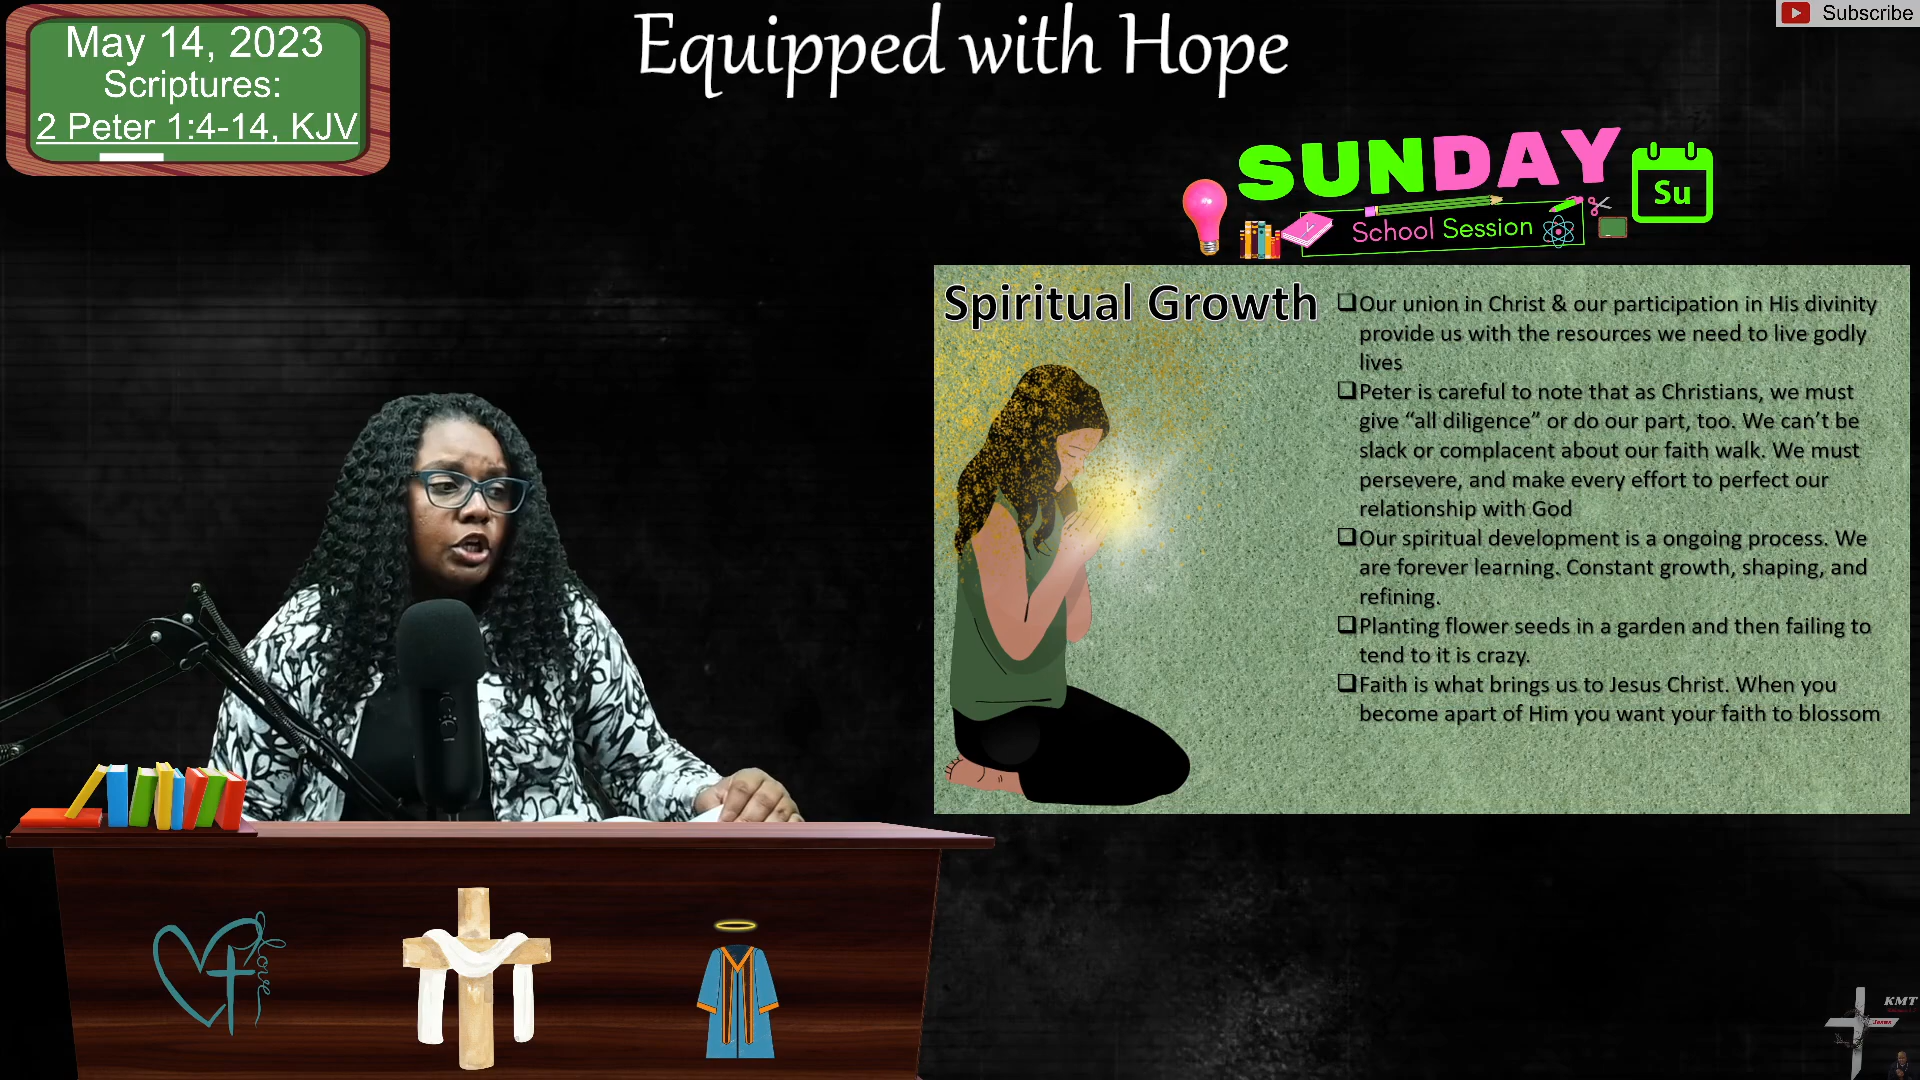 May 14, 2023
Scriptures:
2 Peter 1:4-14, KJV
Equipped with Hope
Subscribe
SUNDAY
Su
School Session
Spiritual Growth
❑Our union in Christ & our participation in His divinity
provide us with the resources we need to live godly
lives
❑Peter is careful to note that as Christians, we must
give “all diligence” or do our part, too. We can’t be
slack or complacent about our faith walk. We must
persevere, and make every effort to perfect our
relationship with God
❑Our spiritual development is a ongoing process. We
are forever learning. Constant growth, shaping, and
refining.
❑Planting flower seeds in a garden and then failing to
tend to it is crazy.
❑Faith is what brings us to Jesus Christ. When you
become apart of Him you want your faith to blossom
Love
KMT
Jesus